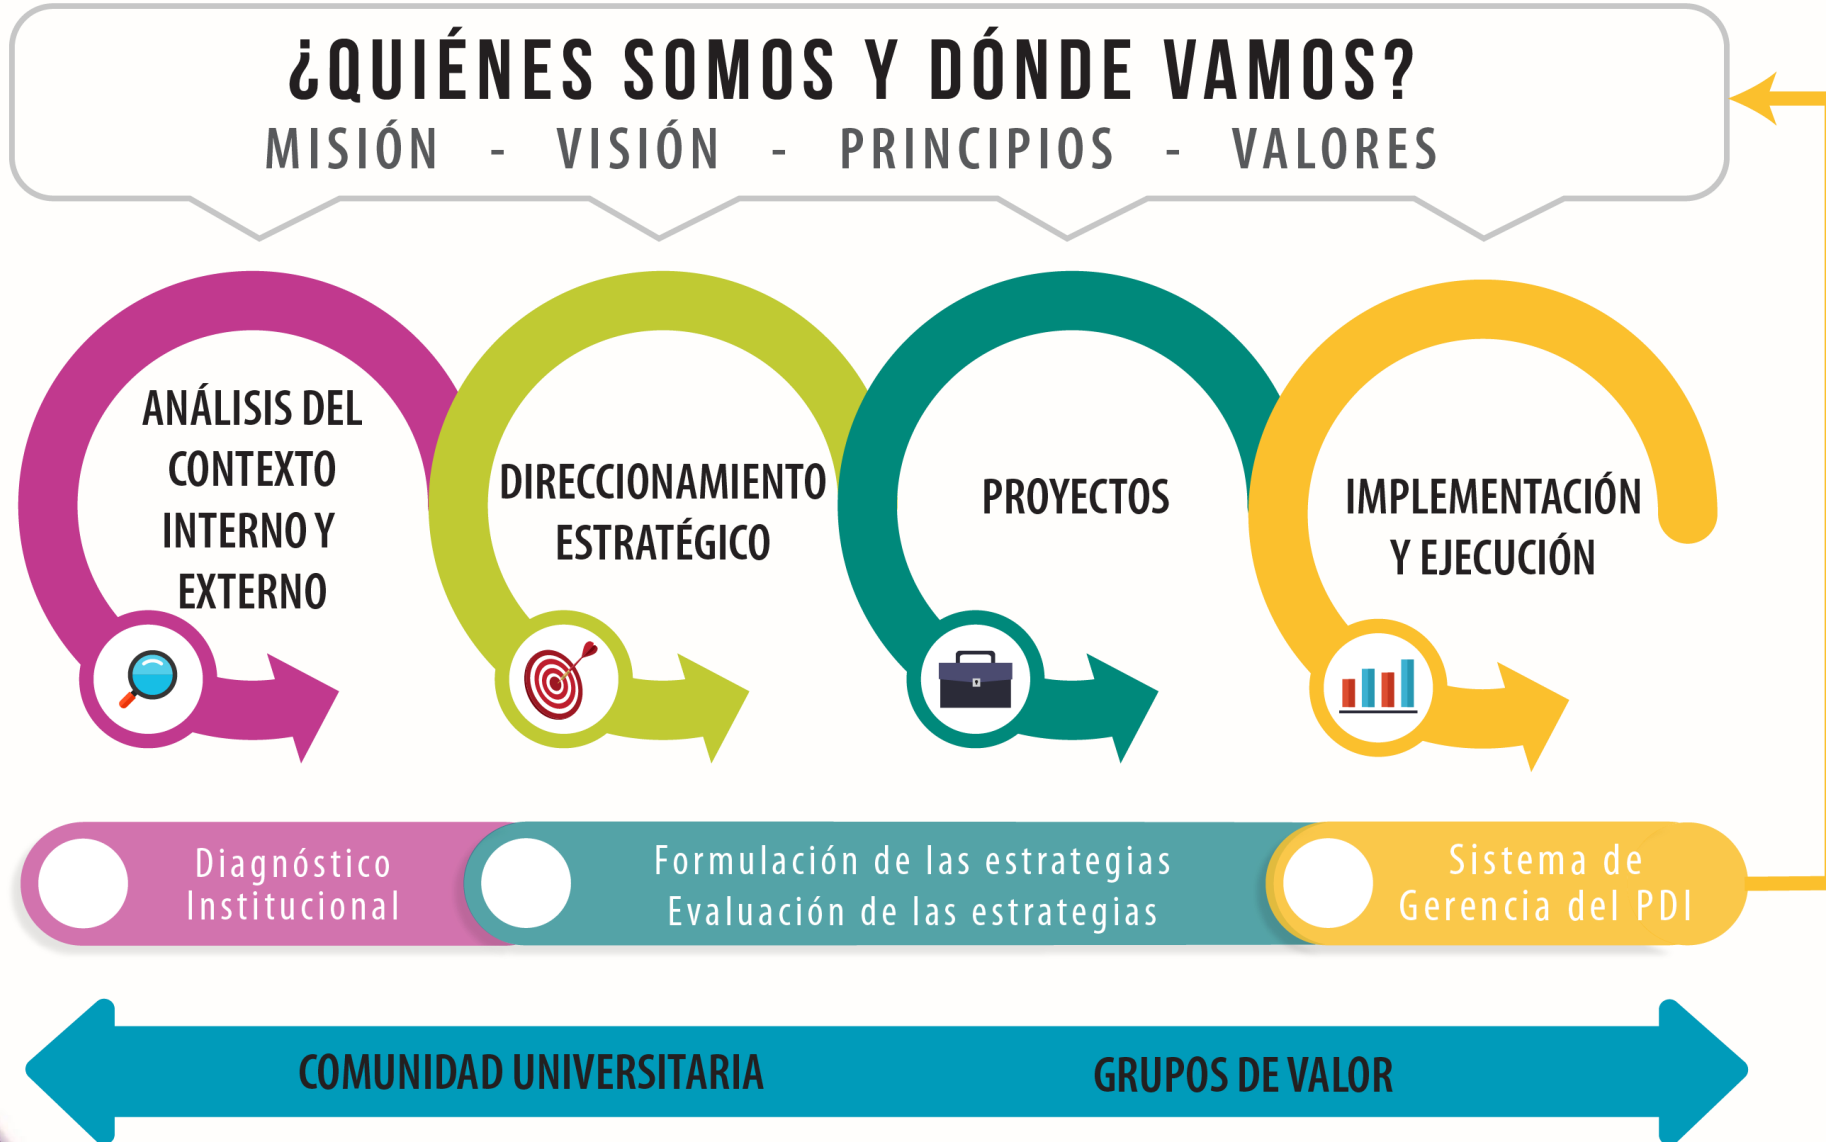 ¿QUIÉNES SOMOS Y DÓNDE VAMOS?
MISIÓN - VISIÓN - PRINCIPIOS - VALORES
ANÁLISIS DEL
CONTEXTO
INTERNO Y
EXTERNO
DIRECCIONAMIENTO
ESTRATÉGICO
PROYECTOS
IMPLEMENTACIÓN
Y EJECUCIÓN
Diagnóstico
Institucional
Formulación de las estrategias
Evaluación de las estrategias
Sistema de
Gerencia del PDI
COMUNIDAD UNIVERSITARIA
GRUPOS DE VALOR